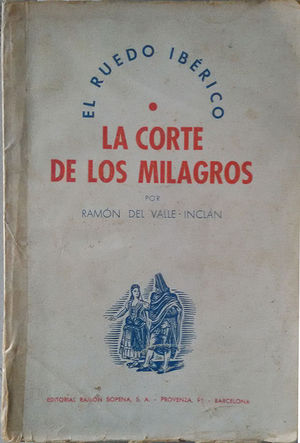 EL RUEDO IBÉRICO
LA CORTE
DE LOS MILAGROS
POR
RAMÓN DEL VALLE-INCLÁN
EDITORIAL RAMÓN SOPENA, S. A. - PROVENZA, 95 - BARCELONA